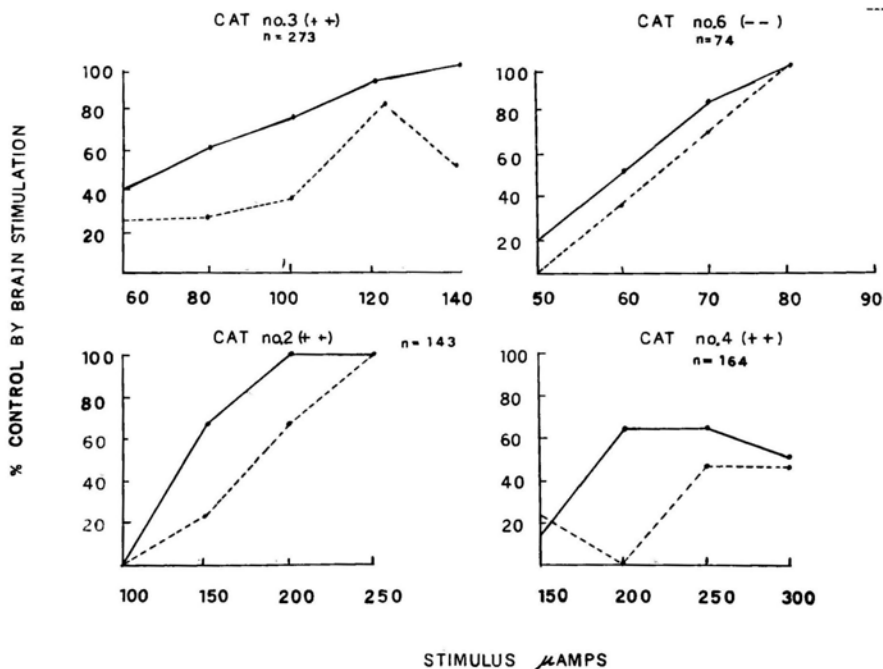 CAT no.3 (++)
n=273
CAT no.6 (--)
n=74
% CONTROL BY BRAIN STIMULATION
100
80
60
40
20
60 80 100 120 140
100
80
60
40
20
50 60 70 80 90
CAT no.2 (++) n=143
CAT no.4 (++)
n=164
100
80
60
40
20
100 150 200 250
100
80
60
40
20
150 200 250 300
STIMULUS μAMPS